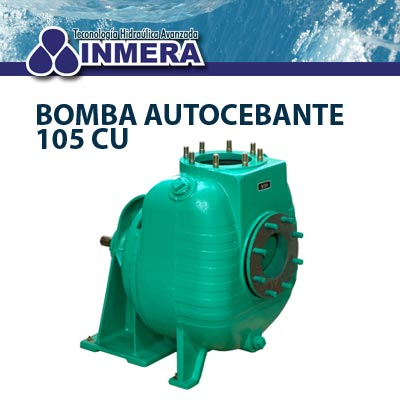 Tecnología Hidráulica Avanzada
INMERA
BOMBA AUTOCEBANTE
105 CU